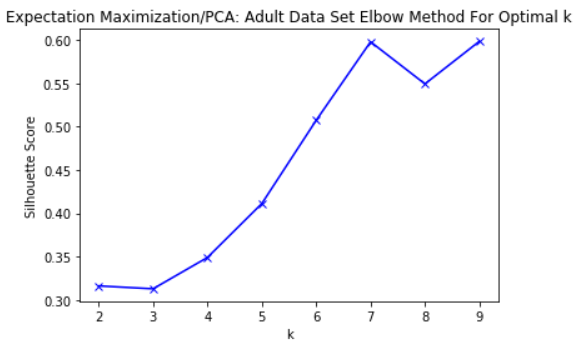 Expectation Maximization/PCA: Adult Data Set Elbow Method For Optimal k
0.60
0.55
0.50
0.45
0.40
0.35
0.30
Silhouette Score
2 3 4 5 6 7 8 9
k